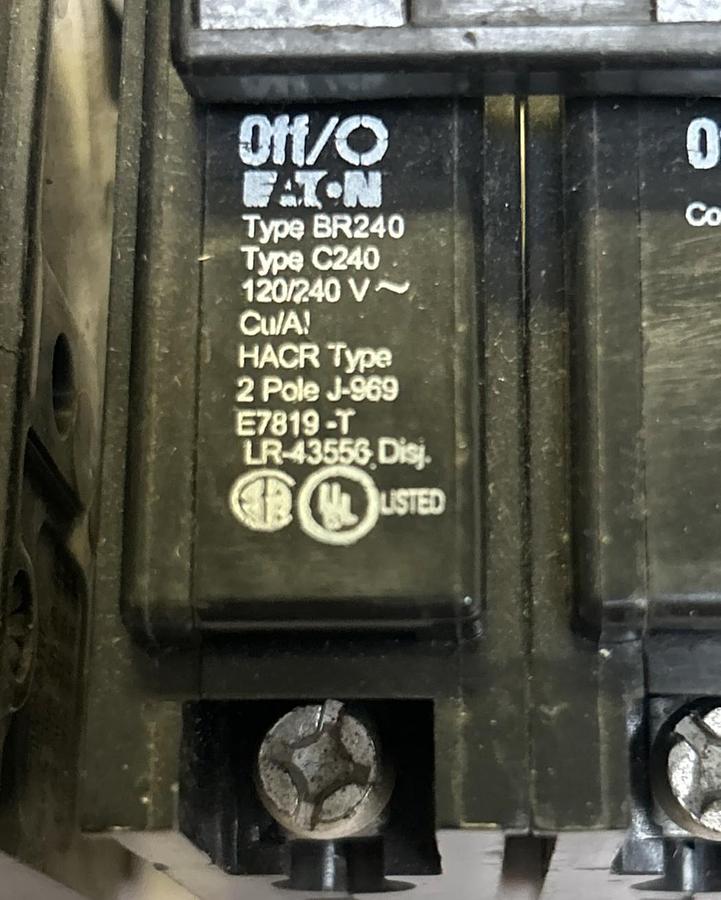 Off/O
EATON
Type BR240
Type C240
120/240 V ~
Cu/Al
HACR Type
2 Pole J-969
E7819 -T
LR-43556 Disj.
UL LISTED